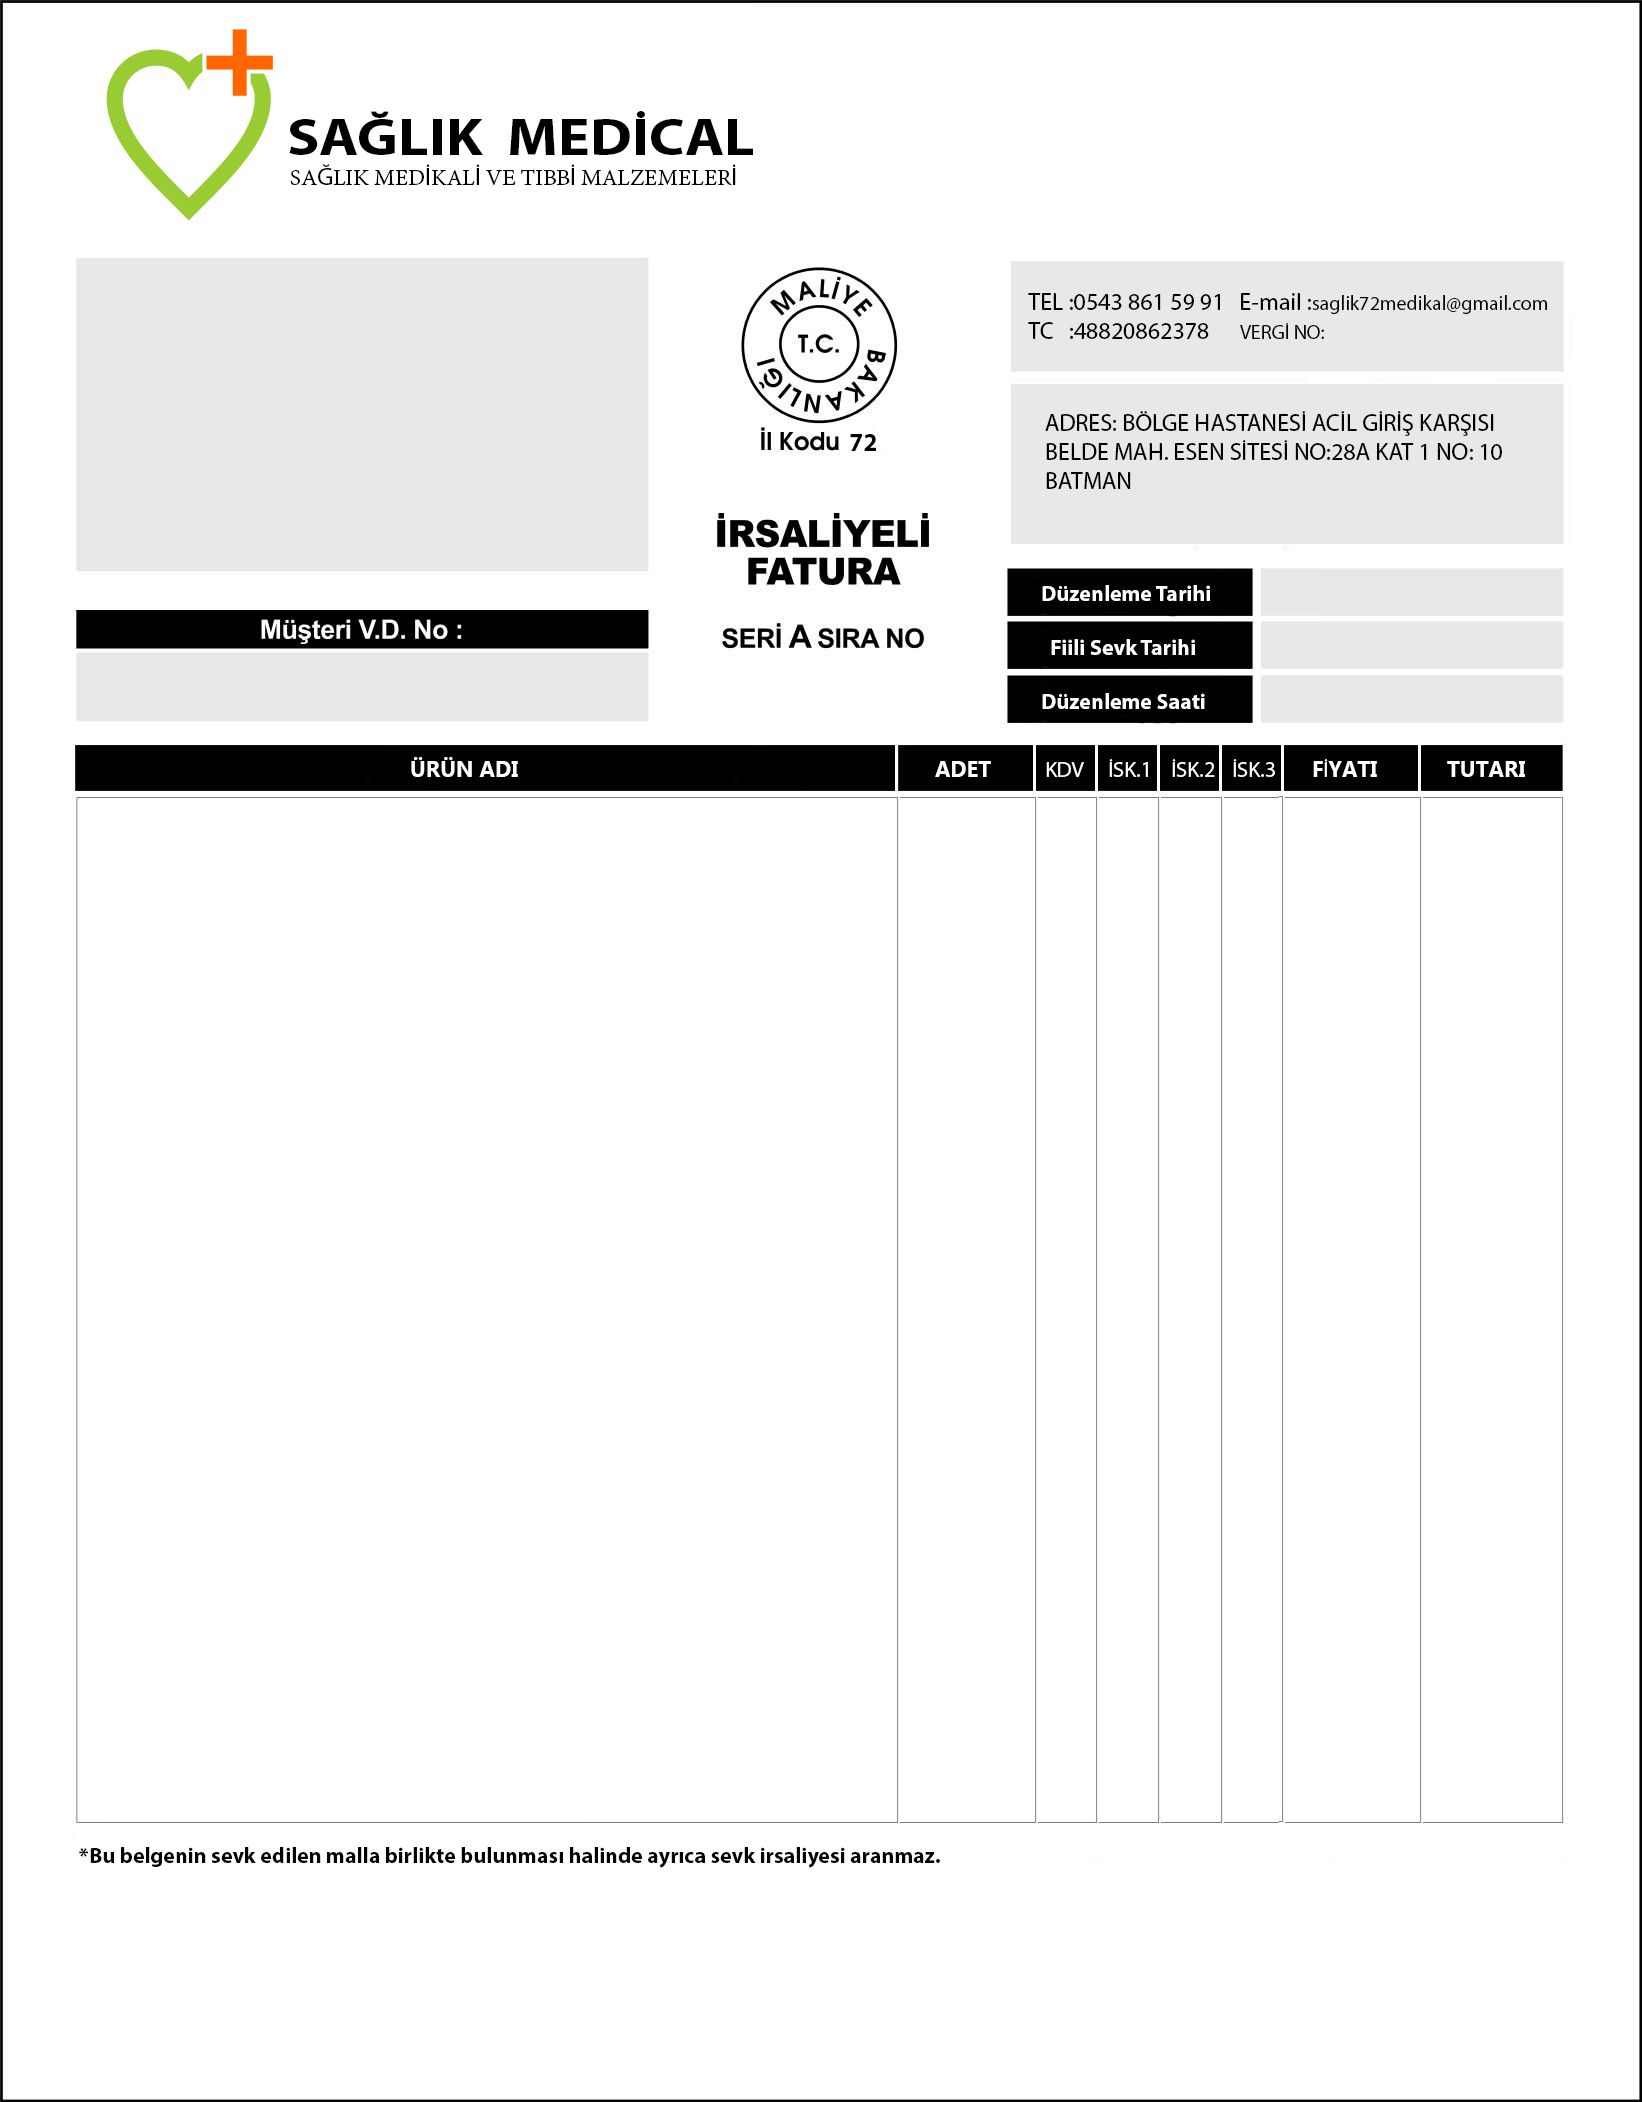 SAĞLIK MEDİCAL
SAĞLIK MEDİKALİ VE TIBBİ MALZEMELERİ
MALİYE
T.C.
BAKANLIĞI
İl Kodu 72
TEL :0543 861 59 91 E-mail :saglik72medikal@gmail.com
TC :48820862378 VERGİ NO:
ADRES: BÖLGE HASTANESİ ACİL GİRİŞ KARŞISI
BELDE MAH. ESEN SİTESİ NO:28A KAT 1 NO: 10
BATMAN
İRSALİYELİ
FATURA
SERİ A SIRA NO
Müşteri V.D. No :
Düzenleme Tarihi
Fiili Sevk Tarihi
Düzenleme Saati
ÜRÜN ADI ADET KDV İSK.1 İSK.2 İSK.3 FİYATI TUTARI
*Bu belgenin sevk edilen malla birlikte bulunması halinde ayrıca sevk irsaliyesi aranmaz.